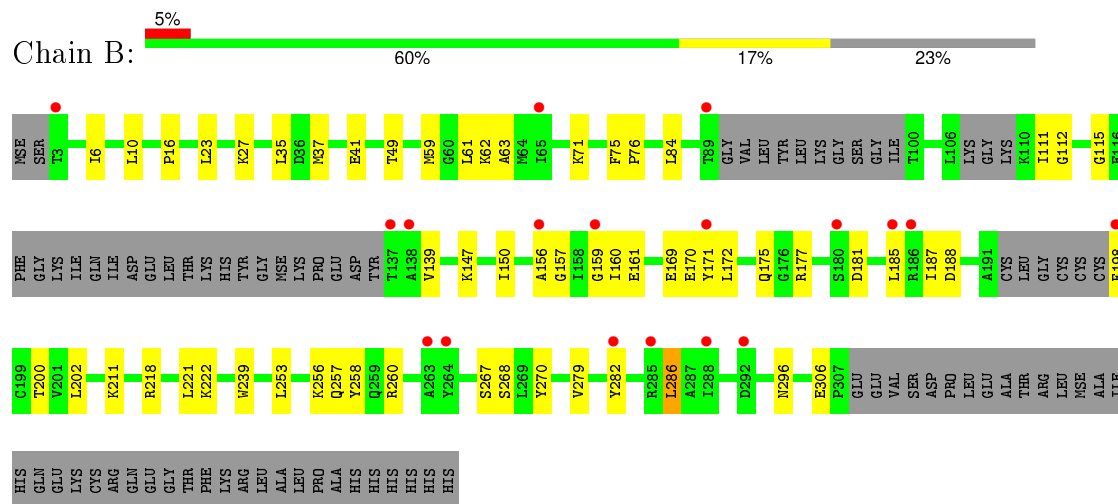 5%
Chain B:
60% 17% 23%
MSE SER T3 I6 L10 P16 L23 K27 L35 D36 M37 E41 T49 M59 G60 L61 K62 A63 M64 I65 K71 F75 P76 L84 T89 GLY VAL LEU TYR LEU LYS GLY SER GLY ILE T100 L106 LYS GLY LYS K110 I111 G112 G115 E116
PHE GLY LYS ILE GLN ILE ASP GLU LEU THR LYS HIS TYR GLY MSE LYS PRO GLU ASP TYR T137 A138 V139 K147 I150 A156 G157 I158 G159 I160 E161 E169 E170 Y171 L172 Q175 G176 R177 S180 D181 L185 R186 I187 D188 A191 CYS LEU GLY CYS CYS CYS
C199 T200 V201 L202 K211 R218 L221 K222 W239 L253 K256 Q257 Y258 Q259 R260 A263 Y264 S267 S268 L269 Y270 V279 Y282 R285 L286 A287 I288 D292 N296 E306 P307 GLU GLU VAL SER ASP PRO LEU GLU ALA THR ARG LEU MSE ALA ILE
HIS GLN GLU LYS CYS ARG GLN GLU GLY THR PHE LYS ARG LEU ALA LEU PRO ALA HIS HIS HIS HIS HIS HIS